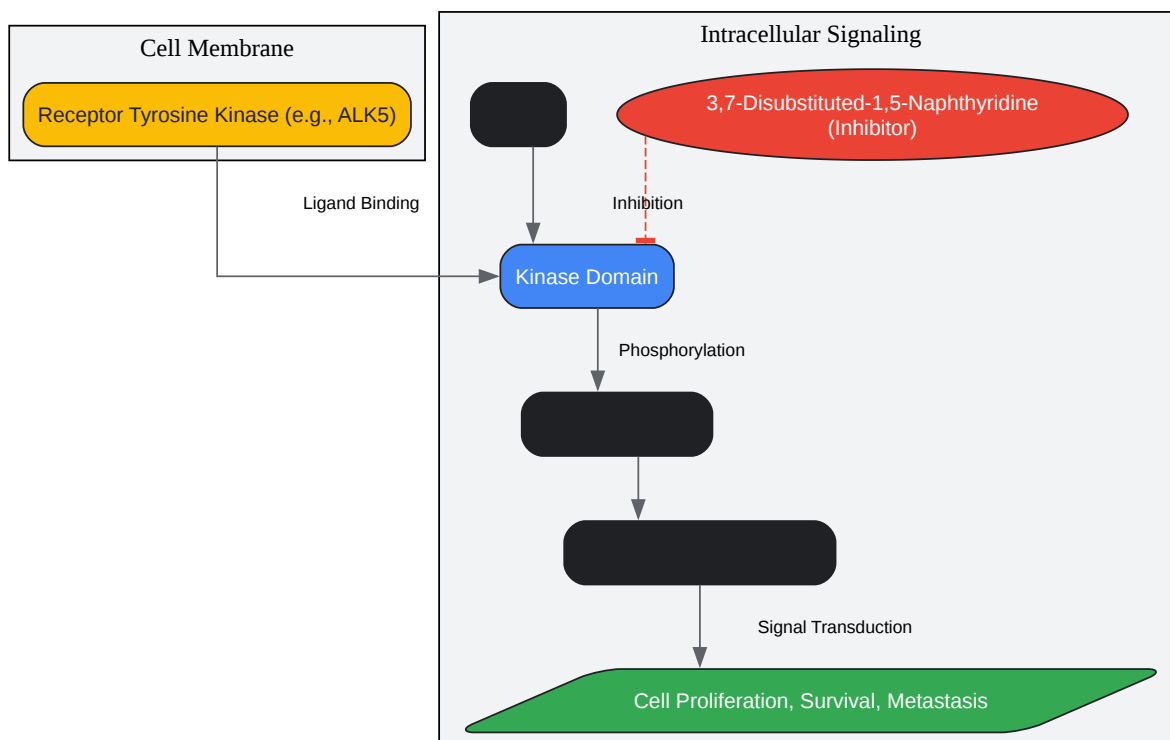 Cell Membrane
Receptor Tyrosine Kinase (e.g., ALK5)
Intracellular Signaling
3,7-Disubstituted-1,5-Naphthyridine
(Inhibitor)
Ligand Binding
Inhibition
Kinase Domain
Phosphorylation
Signal Transduction
Cell Proliferation, Survival, Metastasis